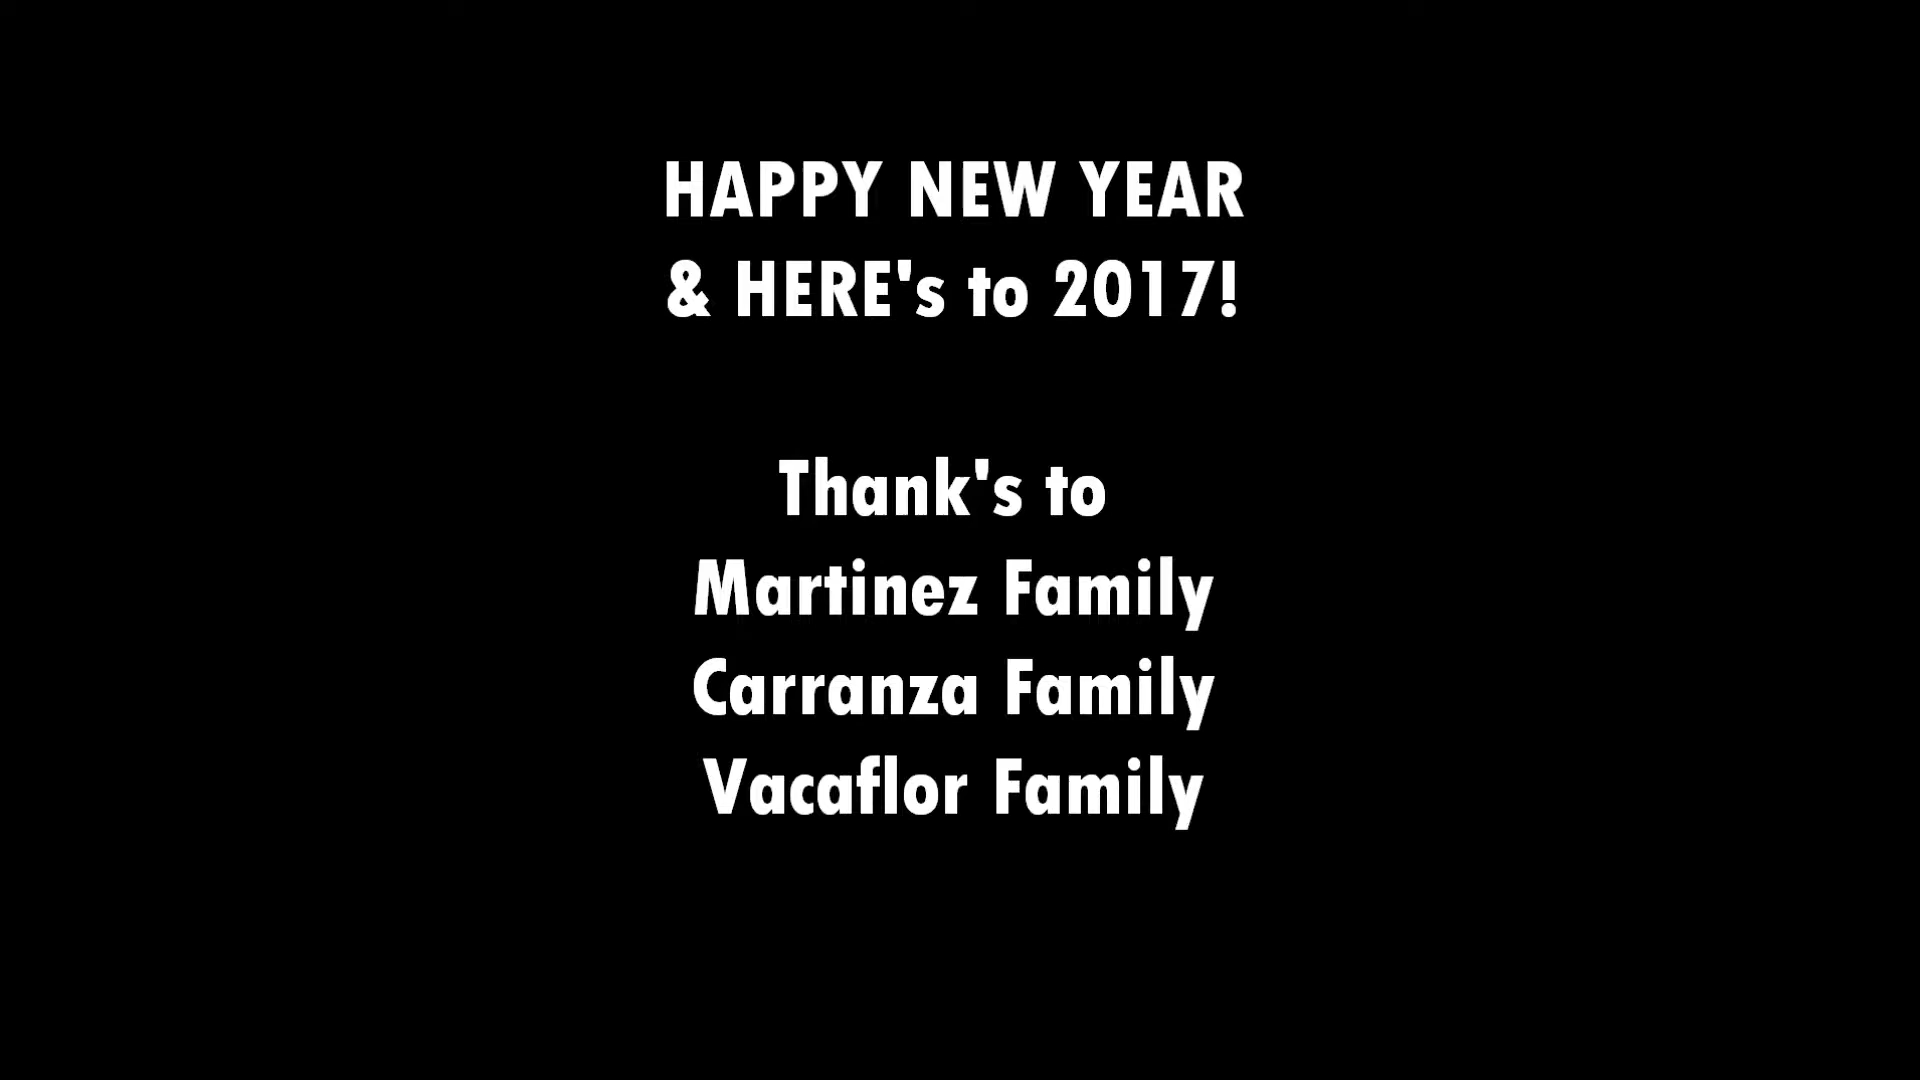 HAPPY NEW YEAR
& HERE's to 2017!
Thank's to
Martinez Family
Carranza Family
Vacaflor Family